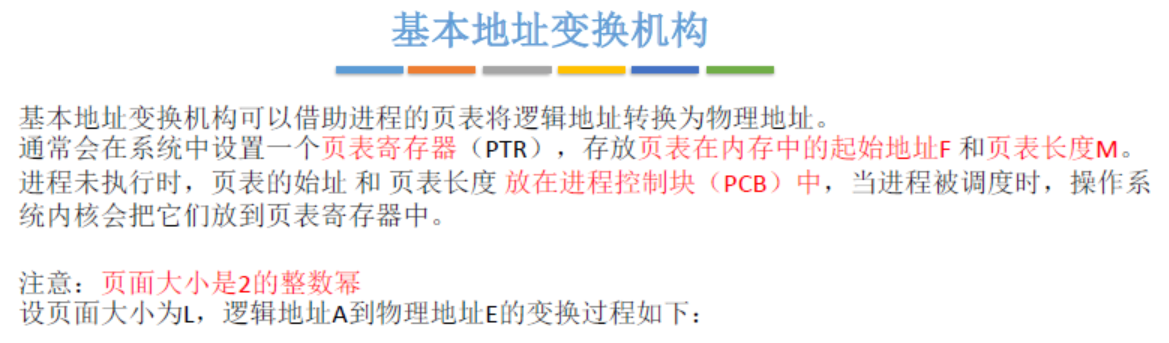 基本地址变换机构
基本地址变换机构可以借助进程的页表将逻辑地址转换为物理地址。
通常会在系统中设置一个页表寄存器（PTR），存放页表在内存中的起始地址F 和页表长度M。
进程未执行时，页表的始址 和 页表长度 放在进程控制块（PCB）中，当进程被调度时，操作系
统内核会把它们放到页表寄存器中。
注意：页面大小是2的整数幂
设页面大小为L，逻辑地址A到物理地址E的变换过程如下：